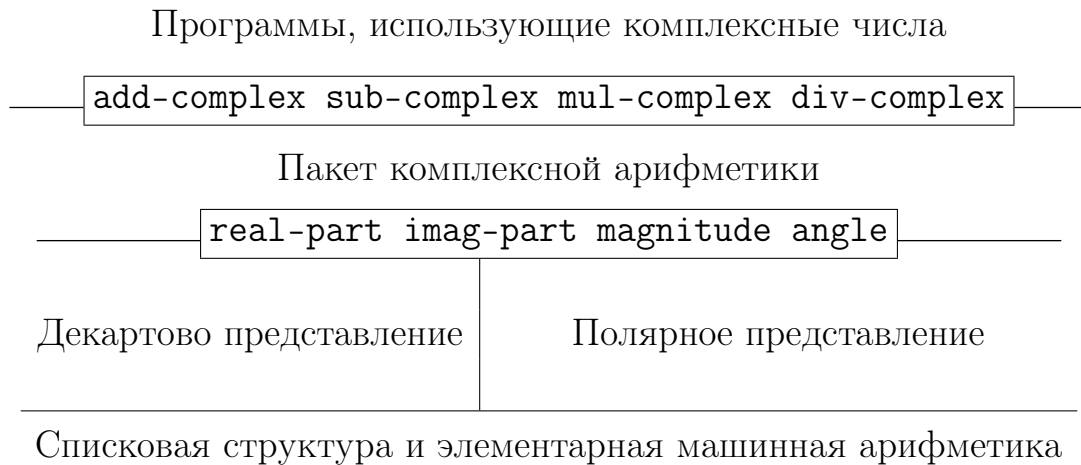 Программы, использующие комплексные числа
add-complex sub-complex mul-complex div-complex
Пакет комплексной арифметики
real-part imag-part magnitude angle
Декартово представление Полярное представление
Списковая структура и элементарная машинная арифметика